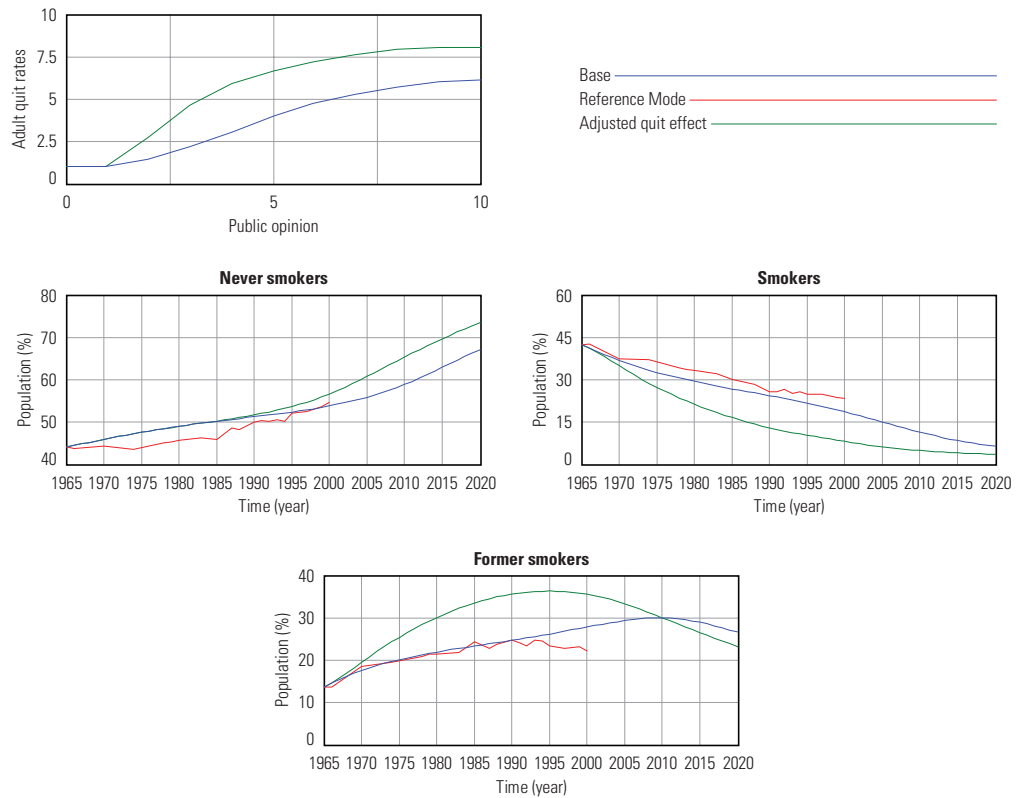 10
7.5
5
2.5
0
Adult quit rates
0 5 10
Public opinion
Base
Reference Mode
Adjusted quit effect
Never smokers
80
70
60
50
40
Population (%)
1965 1970 1975 1980 1985 1990 1995 2000 2005 2010 2015 2020
Time (year)
Smokers
60
45
30
15
0
Population (%)
1965 1970 1975 1980 1985 1990 1995 2000 2005 2010 2015 2020
Time (year)
Former smokers
40
30
20
10
0
Population (%)
1965 1970 1975 1980 1985 1990 1995 2000 2005 2010 2015 2020
Time (year)